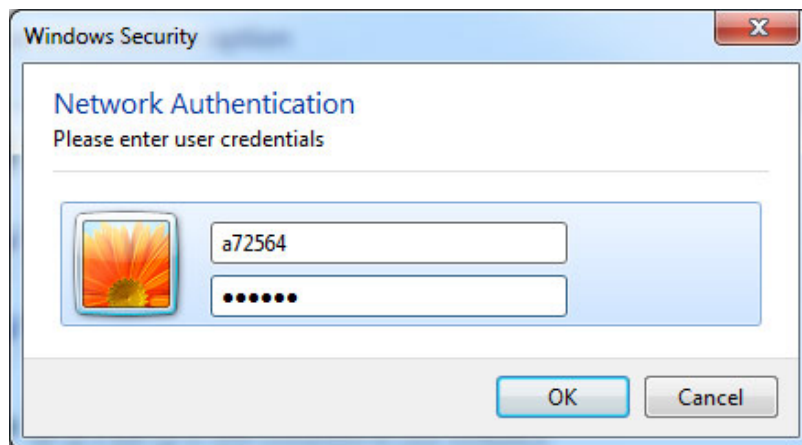 Windows Security
Network Authentication
Please enter user credentials
a72564
●●●●●●
OK
Cancel